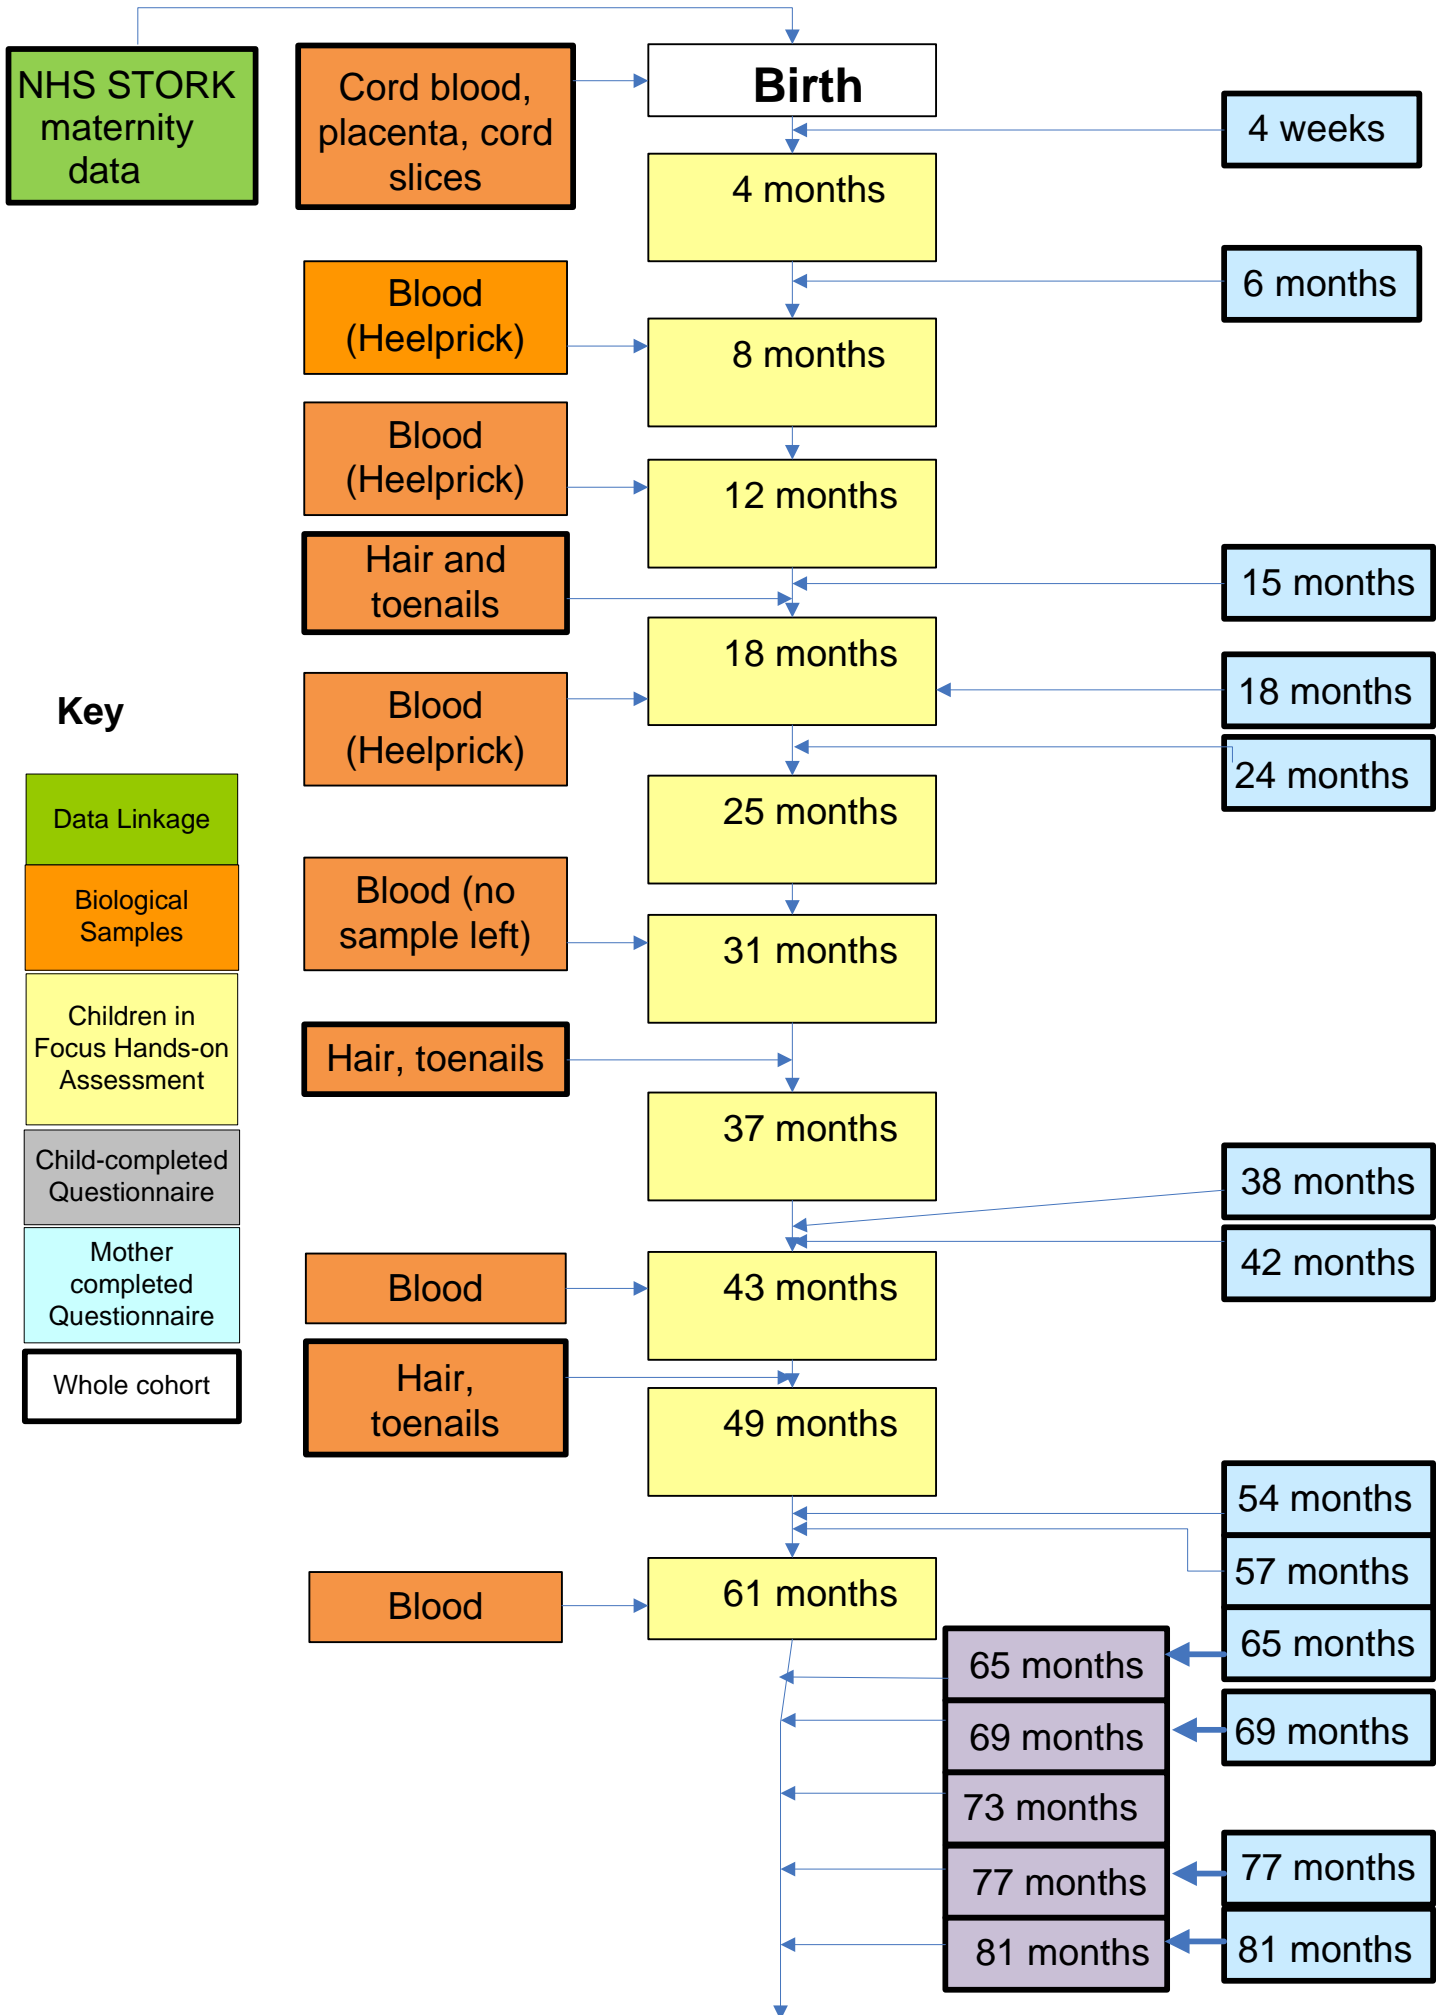 NHS STORK
maternity
data
Cord blood,
placenta, cord
slices
Birth
4 weeks
4 months
6 months
Blood
(Heelprick)
8 months
Blood
(Heelprick)
12 months
Hair and
toenails
15 months
18 months
18 months
Blood
(Heelprick)
24 months
25 months
Blood (no
sample left)
31 months
Hair, toenails
37 months
38 months
42 months
Blood
43 months
Hair,
toenails
49 months
54 months
57 months
Blood
61 months
65 months
65 months
69 months
69 months
73 months
77 months
77 months
81 months
81 months
Key
Data Linkage
Biological
Samples
Children in
Focus Hands-on
Assessment
Child-completed
Questionnaire
Mother
completed
Questionnaire
Whole cohort